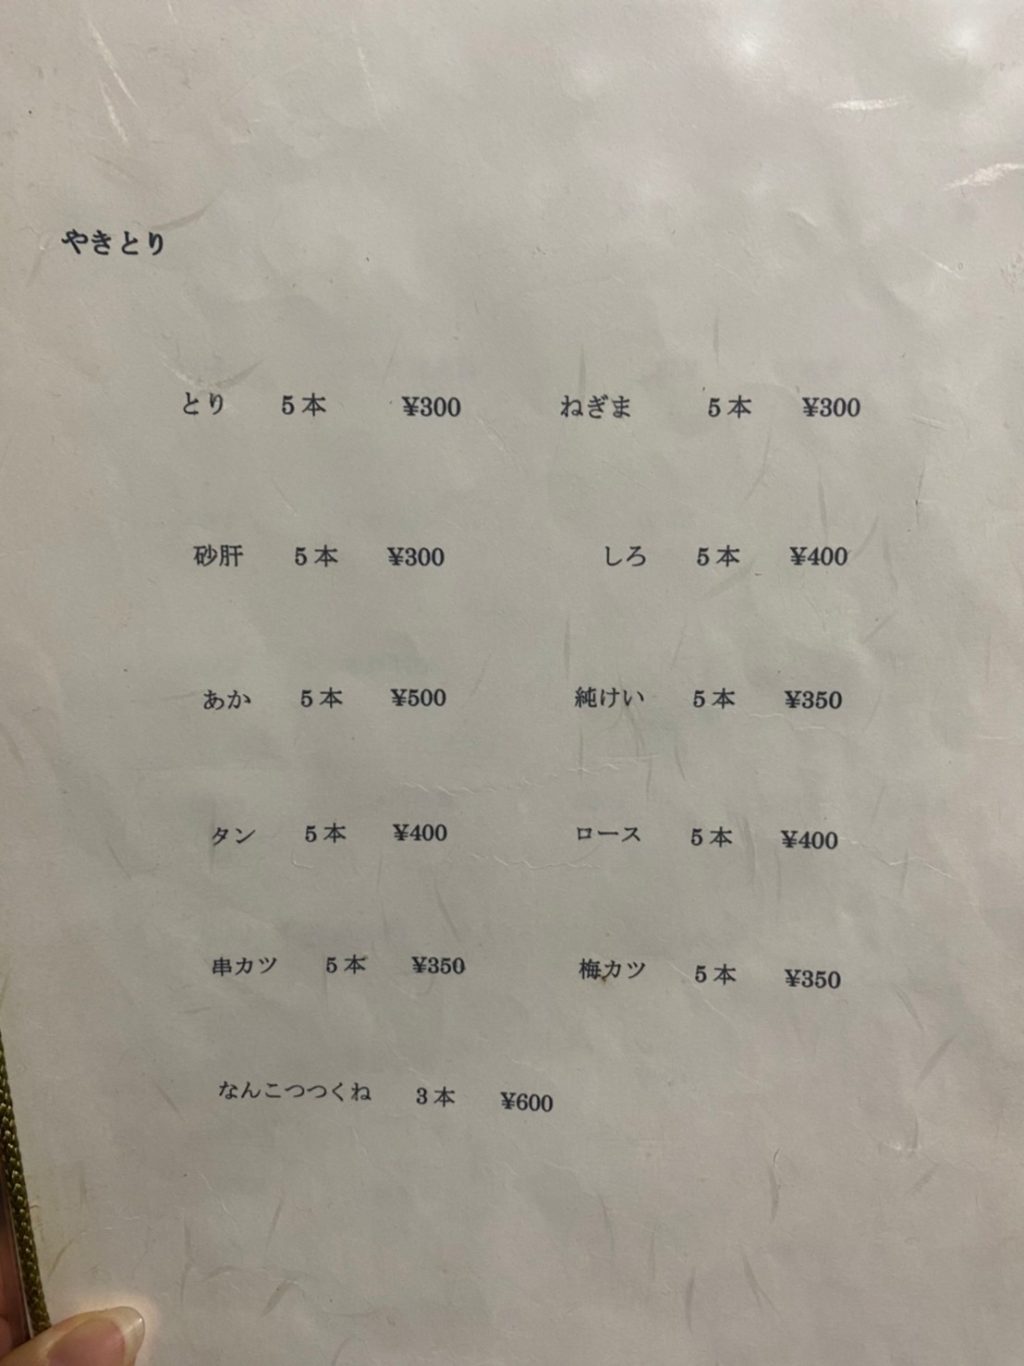 やきとり
とり 5本 ¥300 ねぎま 5本 ¥300
砂肝 5本 ¥300 しろ 5本 ¥400
あか 5本 ¥500 純けい 5本 ¥350
タン 5本 ¥400 ロース 5本 ¥400
串カツ 5本 ¥350 梅カツ 5本 ¥350
なんこつつくね 3本 ¥600